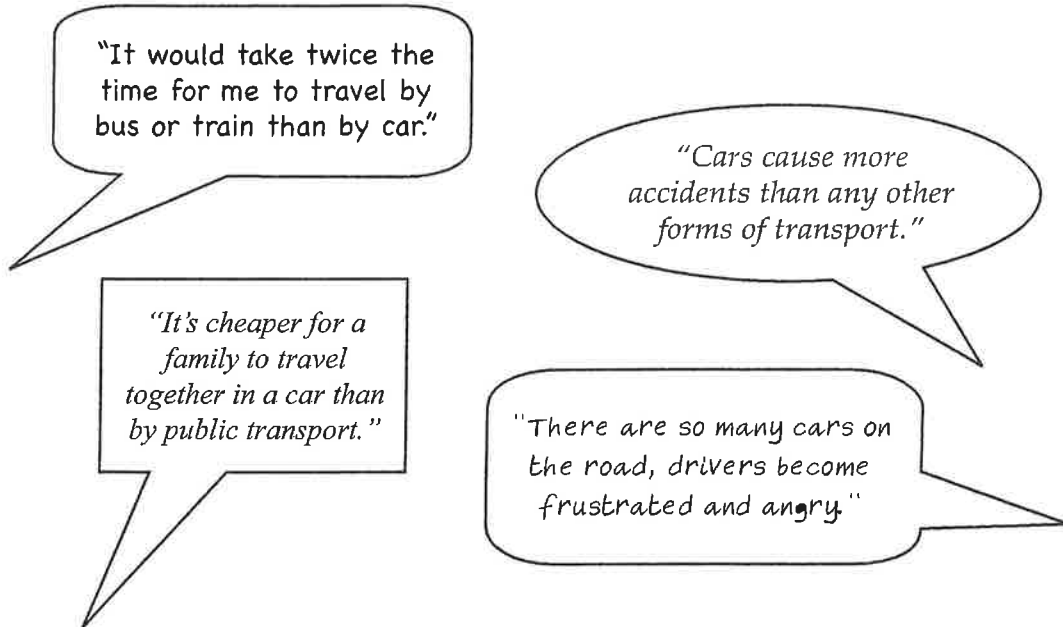 "It would take twice the
time for me to travel by
bus or train than by car."
"Cars cause more
accidents than any other
forms of transport."
"It's cheaper for a
family to travel
together in a car than
by public transport."
"There are so many cars on
the road, drivers become
frustrated and angry."